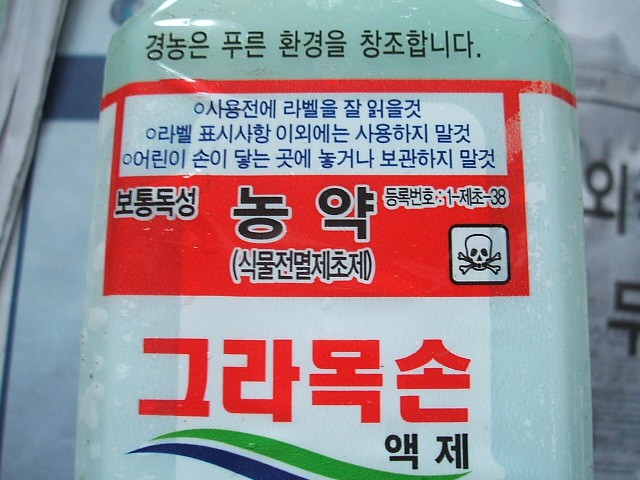 경농은 푸른 환경을 창조합니다.
○사용전에 라벨을 잘 읽을것
○라벨 표시사항 이외에는 사용하지 말것
○어린이 손이 닿는 곳에 놓거나 보관하지 말것
보통독성 농 약 등록번호:1-제초-38
(식물전멸제초제)
그라목손
액 제
외